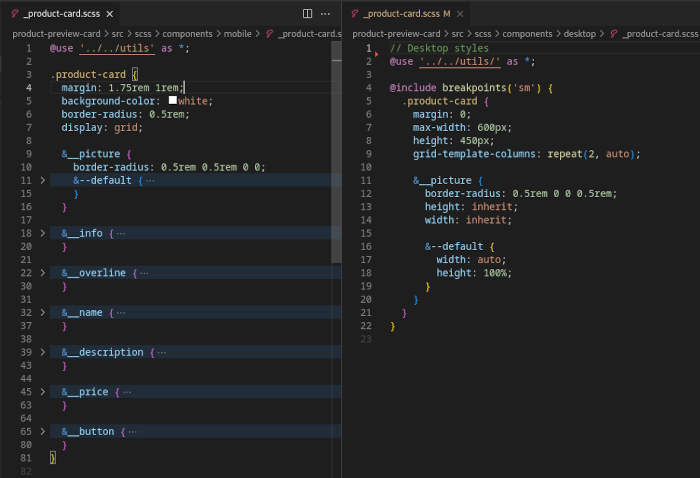 _product-card.scss
product-preview-card > src > scss > components > mobile > _product-card.s
1 @use '../../utils' as *;
2
3 .product-card {
4 margin: 1.75rem 1rem;
5 background-color: white;
6 border-radius: 0.5rem;
7 display: grid;
8
9 &__picture {
10 border-radius: 0.5rem 0.5rem 0 0;
11 &--default { ···
15 }
16 }
17
18 &__info { ···
20 }
21
22 &__overline { ···
30 }
31
32 &__name { ···
37 }
38
39 &__description { ···
43 }
44
45 &__price { ···
63 }
64
65 &__button { ···
80 }
81 }
82
_product-card.scss M
product-preview-card > src > scss > components > desktop > _product-card.scss
1 // Desktop styles
2 @use '../../utils/' as *;
3
4 @include breakpoints('sm') {
5 .product-card {
6 margin: 0;
7 max-width: 600px;
8 height: 450px;
9 grid-template-columns: repeat(2, auto);
10
11 &__picture {
12 border-radius: 0.5rem 0 0 0.5rem;
13 height: inherit;
14 width: inherit;
15
16 &--default {
17 width: auto;
18 height: 100%;
19 }
20 }
21 }
22 }
23